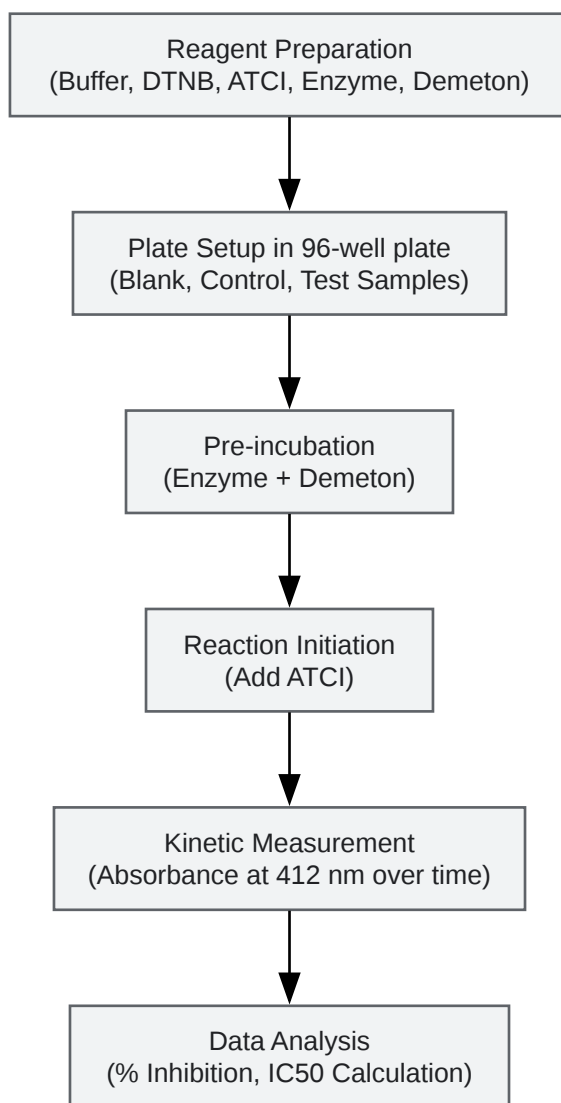 Reagent Preparation
(Buffer, DTNB, ATCI, Enzyme, Demeton)
Plate Setup in 96-well plate
(Blank, Control, Test Samples)
Pre-incubation
(Enzyme + Demeton)
Reaction Initiation
(Add ATCI)
Kinetic Measurement
(Absorbance at 412 nm over time)
Data Analysis
(% Inhibition, IC50 Calculation)